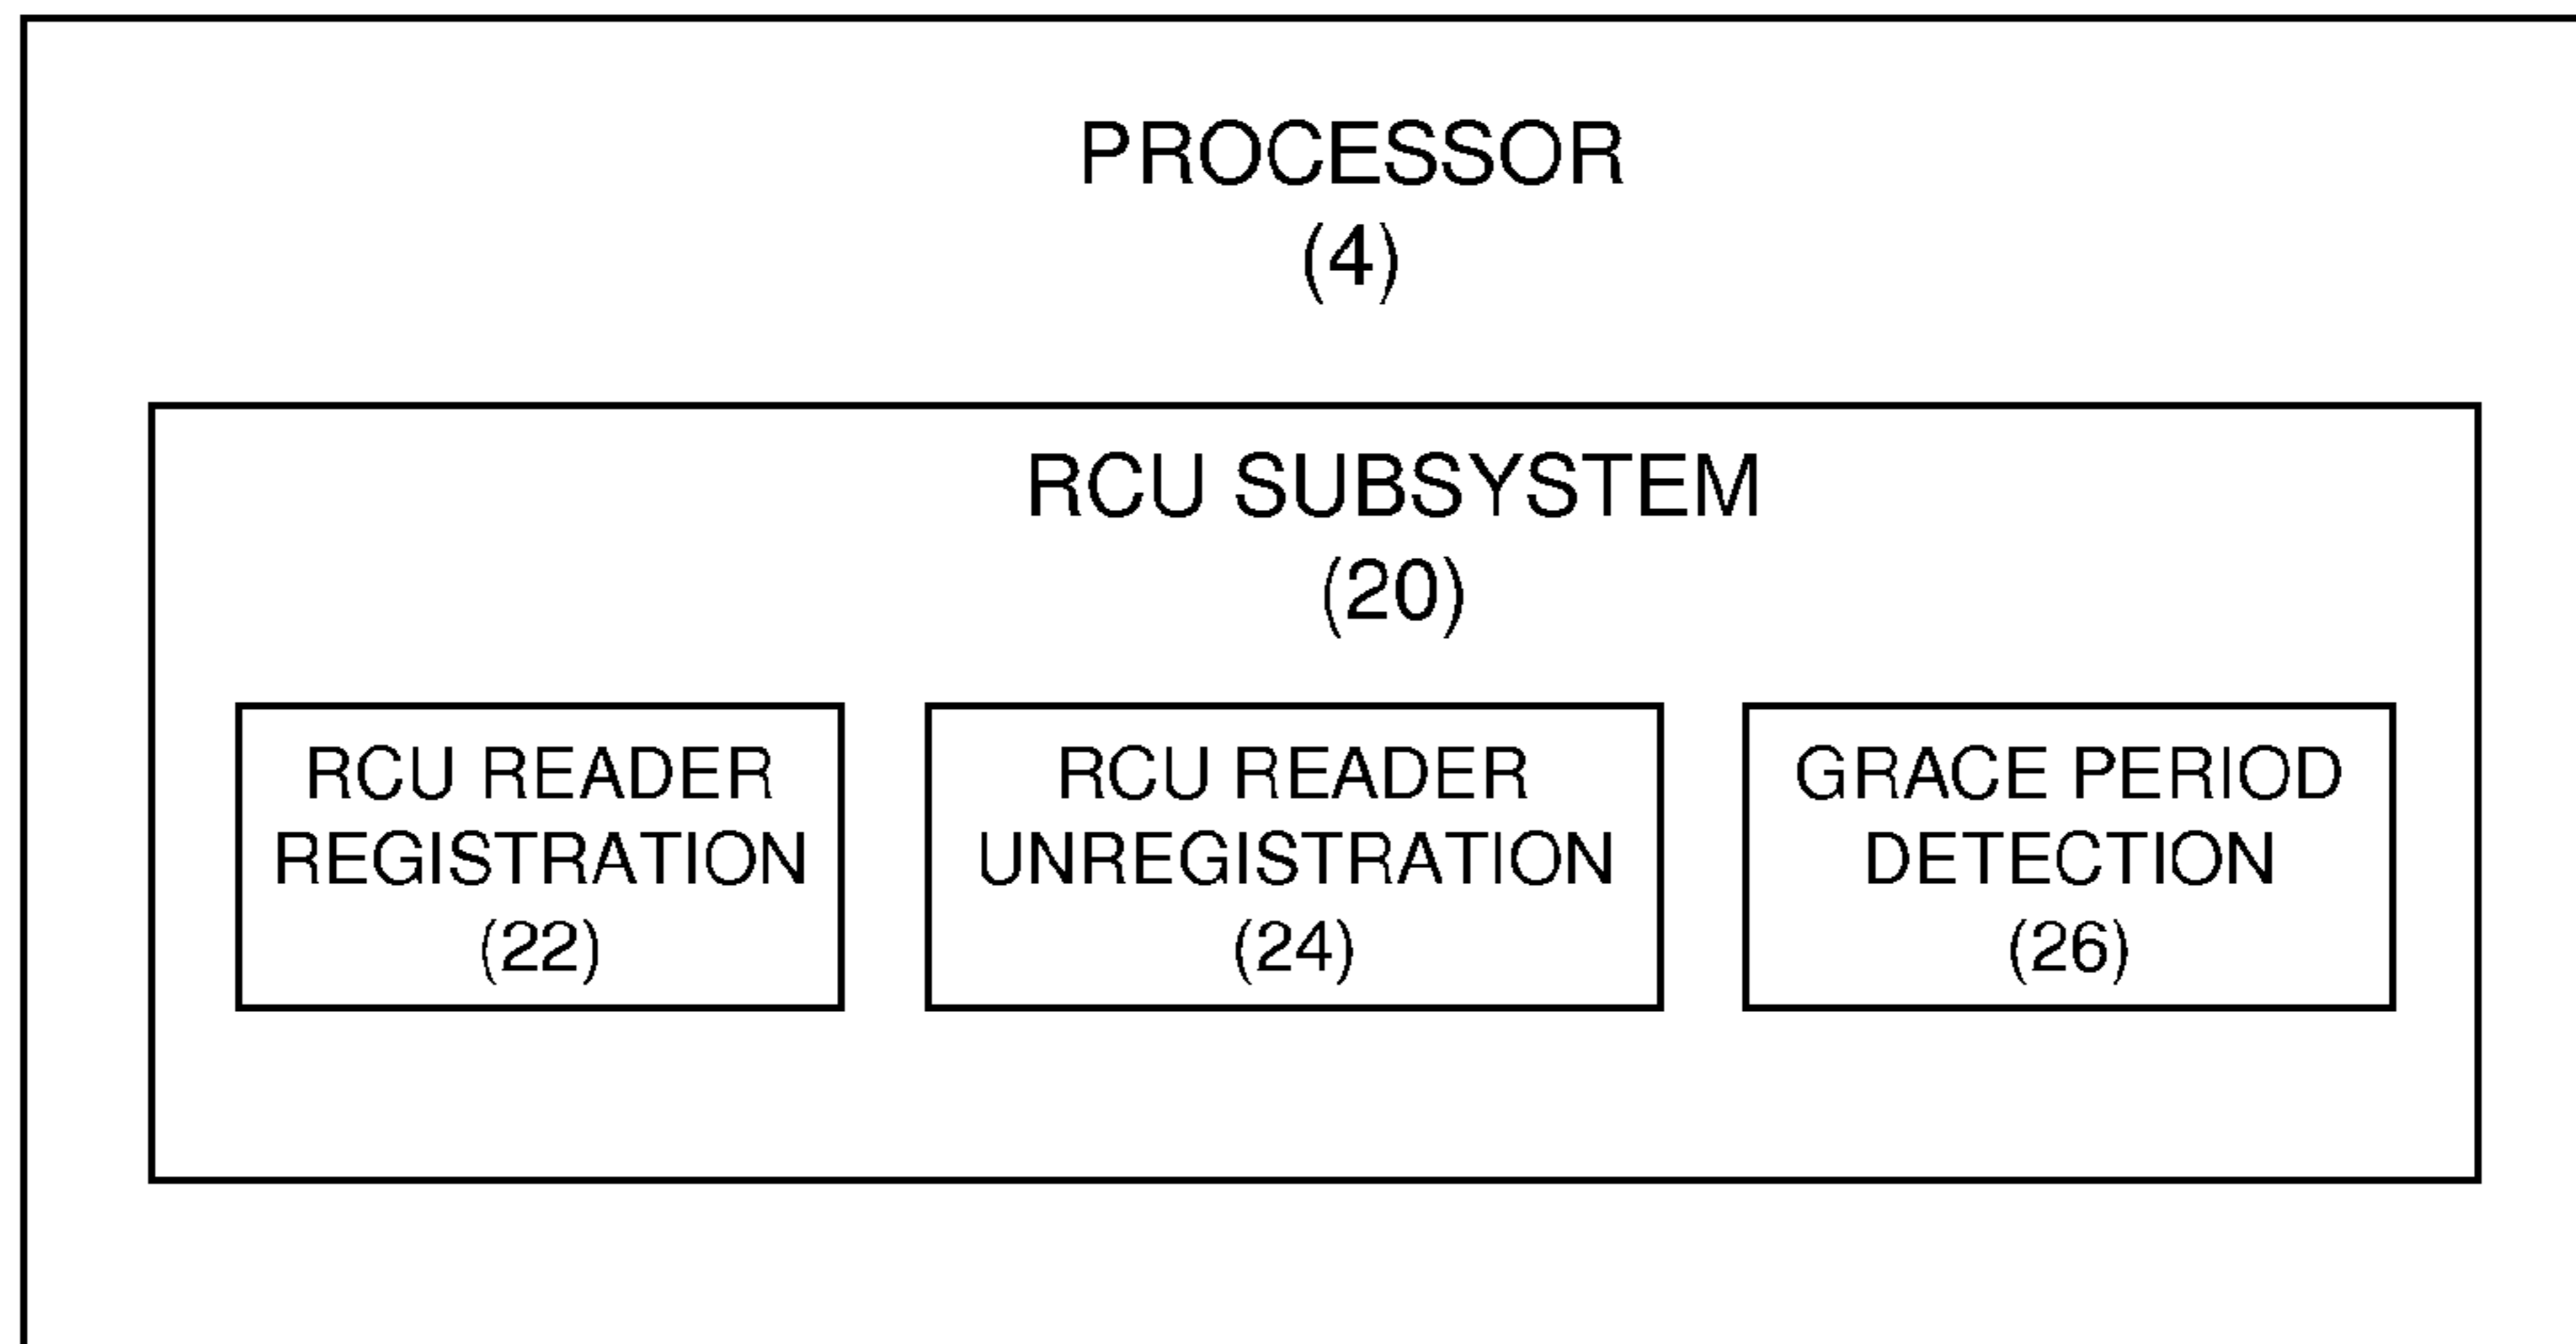 PROCESSOR
(4)
RCU SUBSYSTEM
(20)
RCU READER
REGISTRATION
(22)
RCU READER
UNREGISTRATION
(24)
GRACE PERIOD
DETECTION
(26)